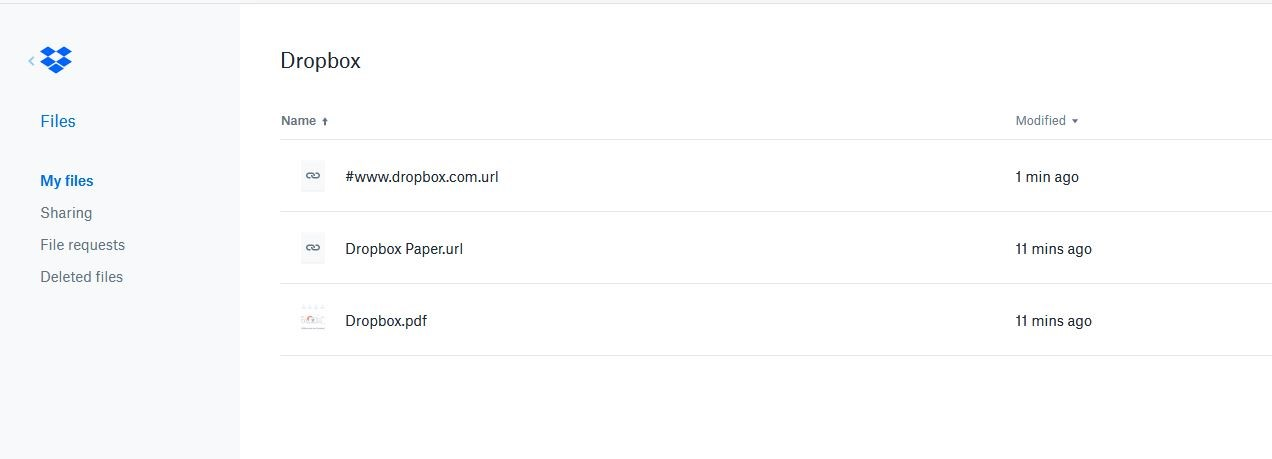 Dropbox
Files
Name Modified
My files
#www.dropbox.com.url 1 min ago
Sharing
File requests
Dropbox Paper.url 11 mins ago
Deleted files
Dropbox.pdf 11 mins ago